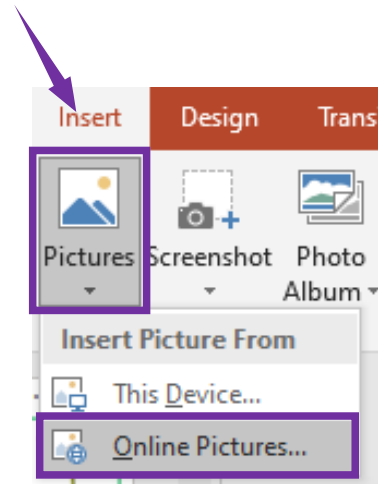 Insert Design Trans
Pictures Screenshot Photo
Album
Insert Picture From
This Device...
Online Pictures...